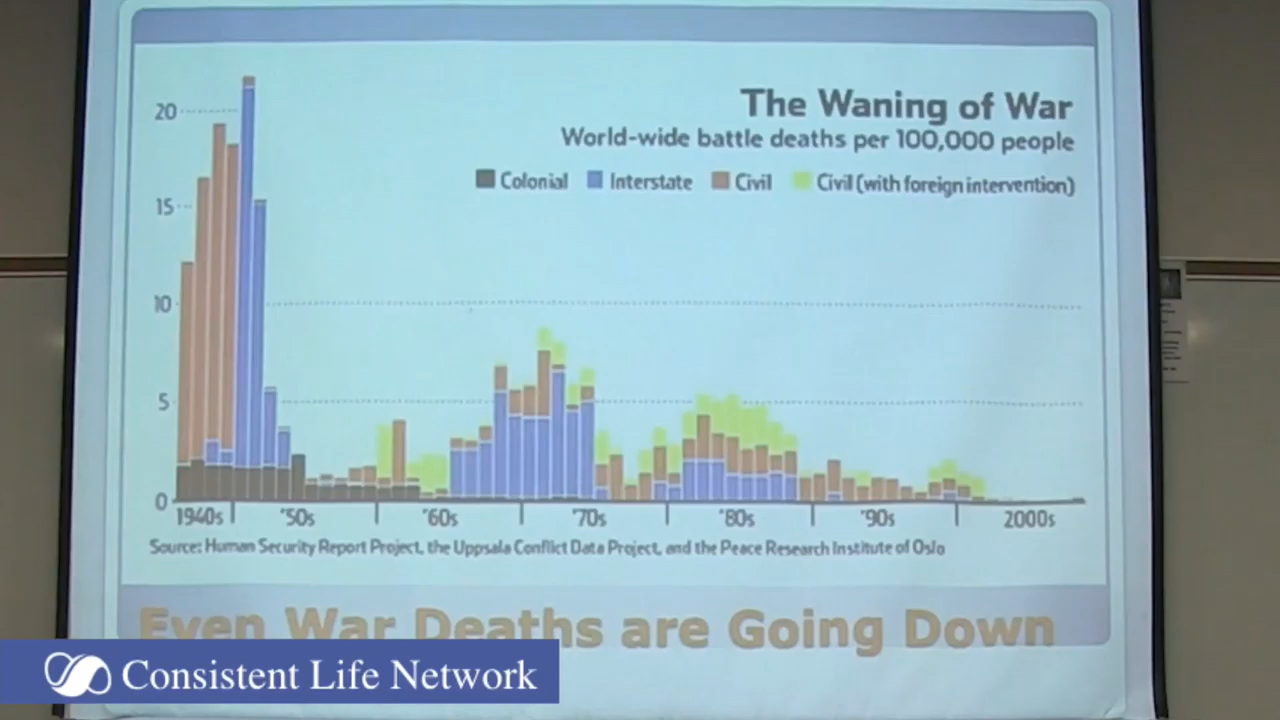 The Waning of War
World-wide battle deaths per 100,000 people
Colonial Interstate Civil Civil (with foreign intervention)
20
15
10
5
0
1940s '50s '60s '70s '80s '90s 2000s
Source: Human Security Report Project, the Uppsala Conflict Data Project, and the Peace Research Institute of Oslo
Even War Deaths are Going Down
Consistent Life Network